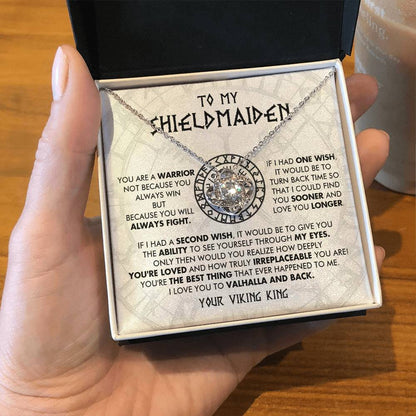 TO MY
SHIELDMAIDEN
YOU ARE A WARRIOR
NOT BECAUSE YOU
ALWAYS WIN
BUT
BECAUSE YOU WILL
ALWAYS FIGHT.
IF I HAD ONE WISH,
IT WOULD BE TO
TURN BACK TIME SO
THAT I COULD FIND
YOU SOONER AND
LOVE YOU LONGER
IF I HAD A SECOND WISH, IT WOULD BE TO GIVE YOU
THE ABILITY TO SEE YOURSELF THROUGH MY EYES.
ONLY THEN WOULD YOU REALIZE HOW DEEPLY
YOU'RE LOVED AND HOW TRULY IRREPLACEABLE YOU ARE!
YOU'RE THE BEST THING THAT EVER HAPPENED TO ME.
I LOVE YOU TO VALHALLA AND BACK.
YOUR VIKING KING